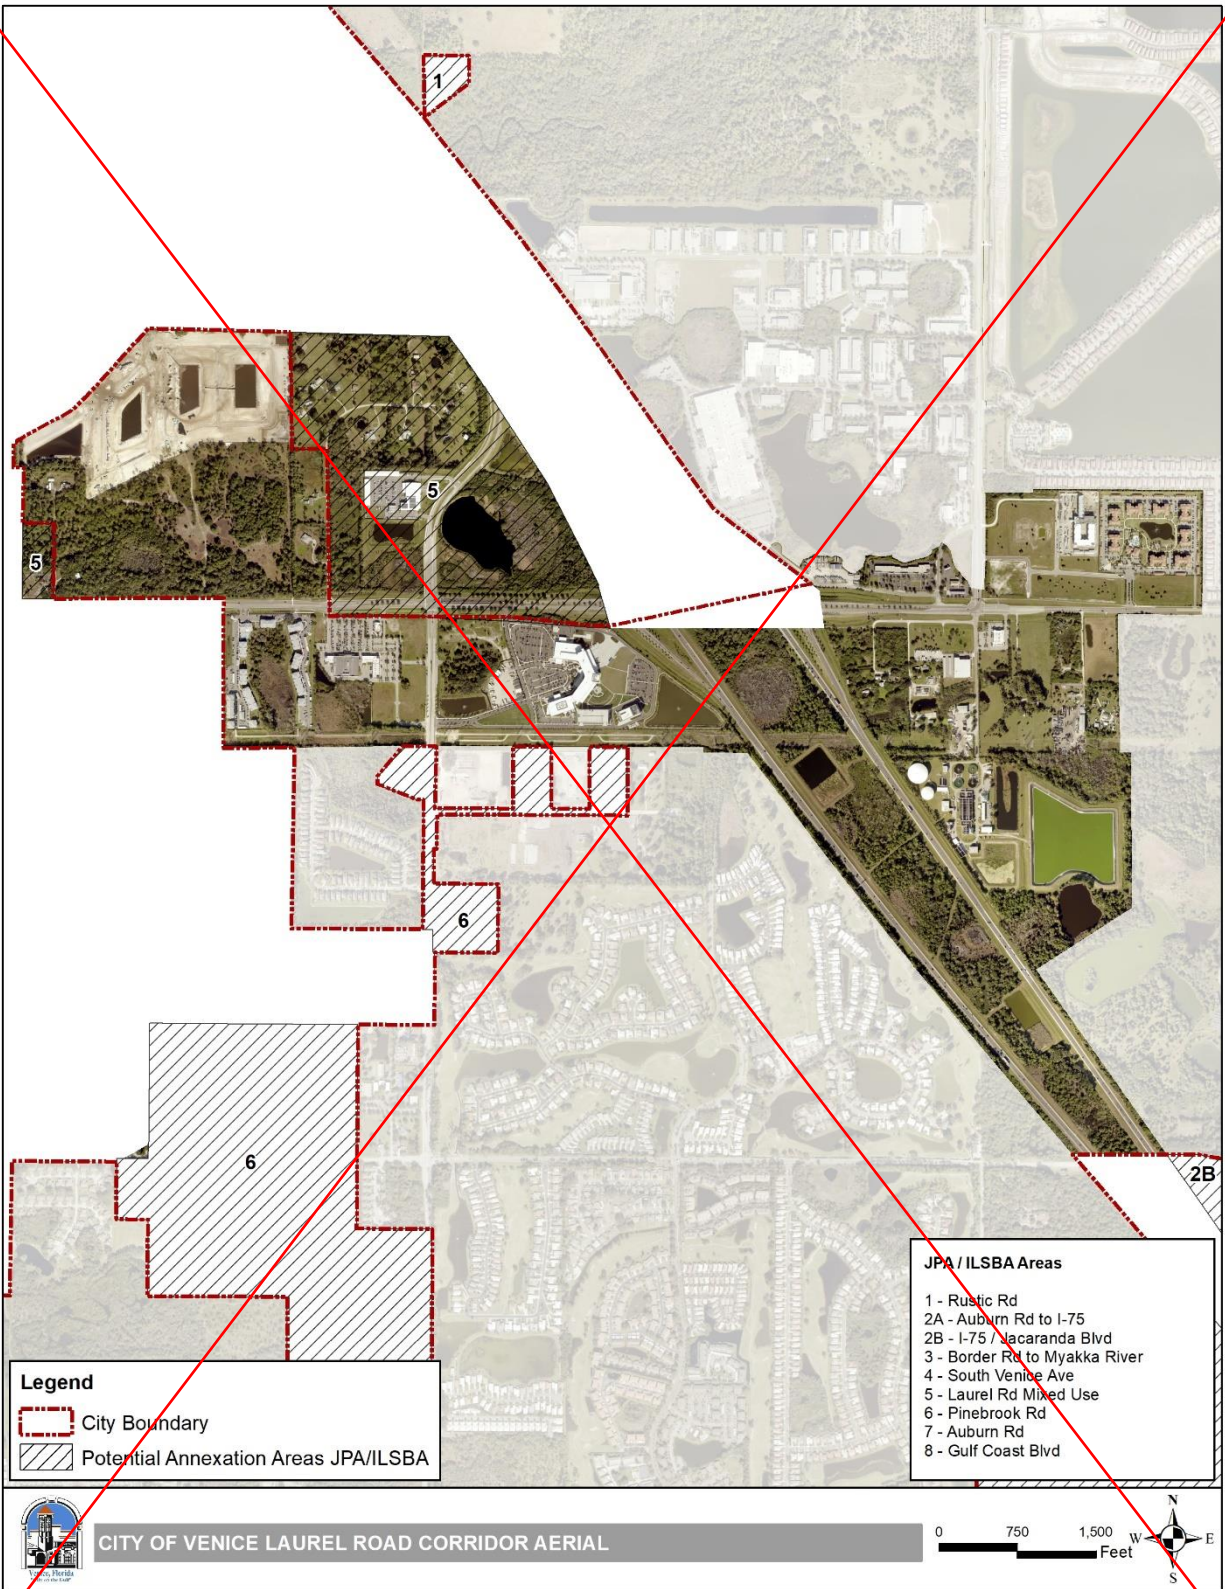 1
5
5
6
6
2B
JPA / ILSBA Areas
1 - Rustic Rd
2A - Auburn Rd to I-75
2B - I-75 / Jacaranda Blvd
3 - Border Rd to Myakka River
4 - South Venice Ave
5 - Laurel Rd Mixed Use
6 - Pinebrook Rd
7 - Auburn Rd
8 - Gulf Coast Blvd
Legend
City Boundary
Potential Annexation Areas JPA/ILSBA
Venice, Florida
CITY OF VENICE LAUREL ROAD CORRIDOR AERIAL
0 750 1,500
Feet
N
W E
S